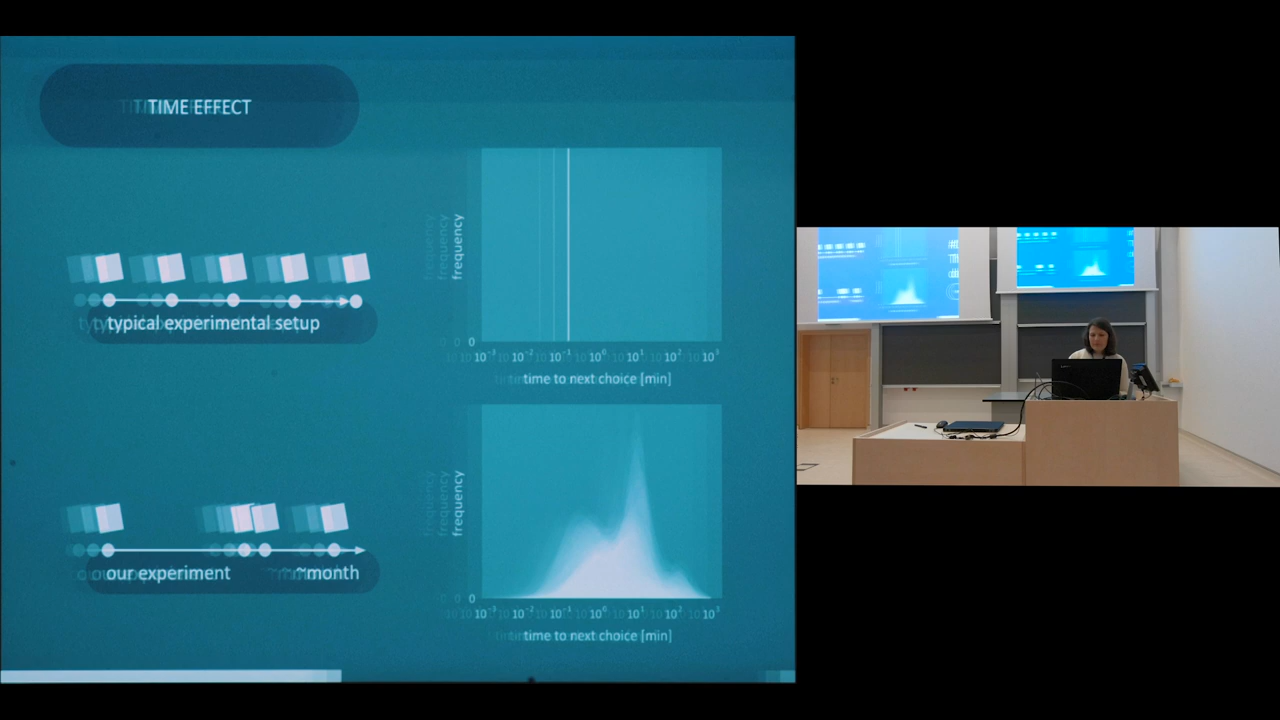 TIME EFFECT
frequency
0
10⁻³ 10⁻² 10⁻¹ 10⁰ 10¹ 10² 10³
time to next choice [min]
typical experimental setup
frequency
0
10⁻³ 10⁻² 10⁻¹ 10⁰ 10¹ 10² 10³
time to next choice [min]
our experiment
~month